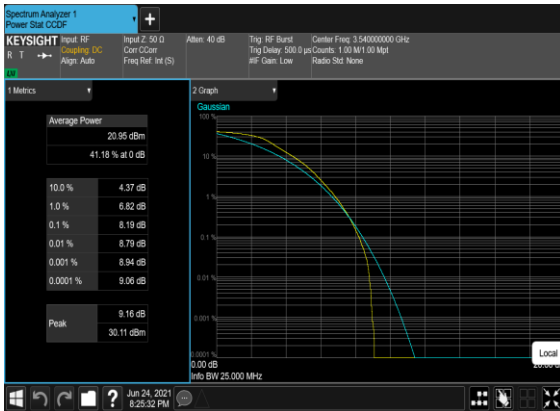 Spectrum Analyzer 1
Power Stat CCDF
KEYSIGHT
R T
LXI
Input: RF
Coupling: DC
Align: Auto
Input Z: 50 Ω
Corr CCorr
Freq Ref: Int (S)
Atten: 40 dB
Trig: RF Burst
Trig Delay: 500.0 µs
#IF Gain: Low
Center Freq: 3.540000000 GHz
Counts: 1.00 M/1.00 Mpt
Radio Std: None
1 Metrics
Average Power
20.95 dBm
41.18 % at 0 dB
10.0 % 4.37 dB
1.0 % 6.82 dB
0.1 % 8.19 dB
0.01 % 8.79 dB
0.001 % 8.94 dB
0.0001 % 9.06 dB
Peak
9.16 dB
30.11 dBm
2 Graph
Gaussian
100 %
10 %
1 %
0.1 %
0.01 %
0.001 %
0.0001 %
0.00 dB
Info BW 25.000 MHz
Local
Jun 24, 2021
8:25:32 PM